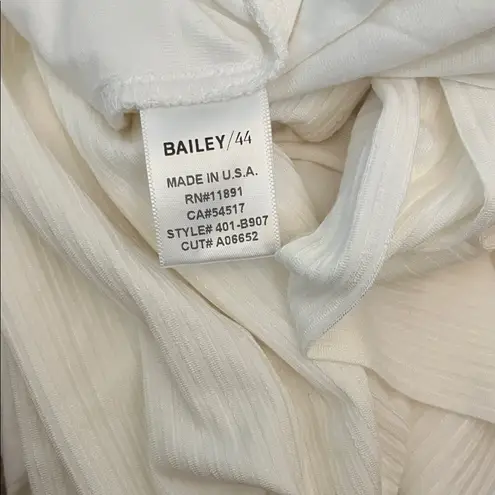 BAILEY/44
MADE IN U.S.A.
RN#11891
CA#54517
STYLE# 401-B907
CUT# A06652